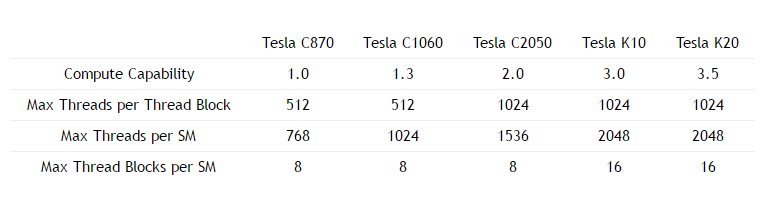 Tesla C870 Tesla C1060 Tesla C2050 Tesla K10 Tesla K20
Compute Capability 1.0 1.3 2.0 3.0 3.5
Max Threads per Thread Block 512 512 1024 1024 1024
Max Threads per SM 768 1024 1536 2048 2048
Max Thread Blocks per SM 8 8 8 16 16